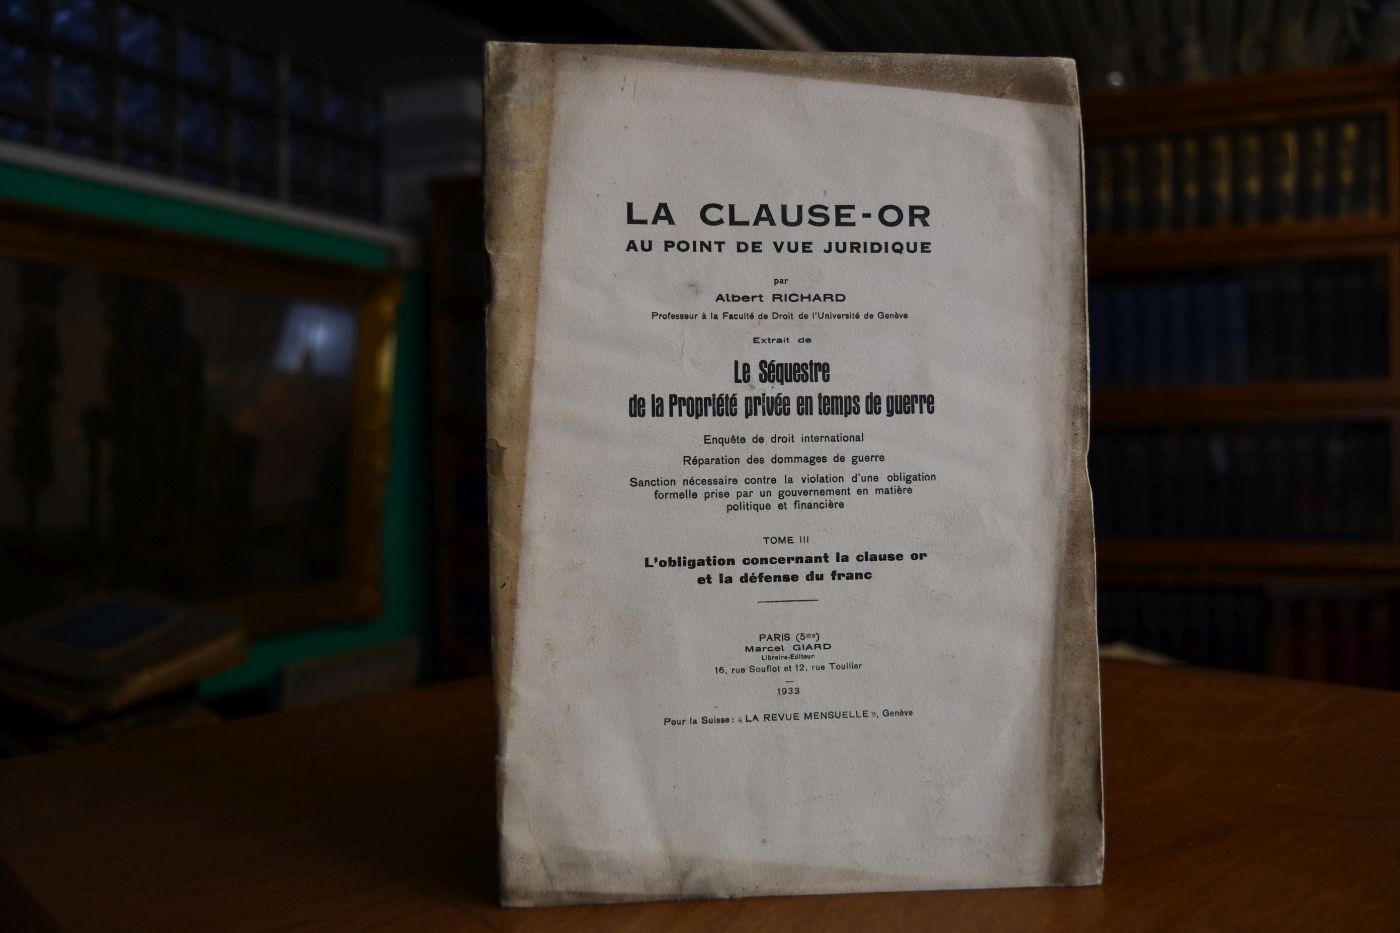 LA CLAUSE-OR
AU POINT DE VUE JURIDIQUE
par
Albert RICHARD
Professeur à la Faculté de Droit de l'Université de Genève
Extrait de
Le Séquestre
de la Propriété privée en temps de guerre
Enquête de droit international
Réparation des dommages de guerre
Sanction nécessaire contre la violation d'une obligation
formelle prise par un gouvernement en matière
politique et financière
TOME III
L'obligation concernant la clause or
et la défense du franc
PARIS (5me)
Marcel GIARD
Libraire-Editeur
16, rue Souflot et 12, rue Toullier
1933
Pour la Suisse: « LA REVUE MENSUELLE », Genève